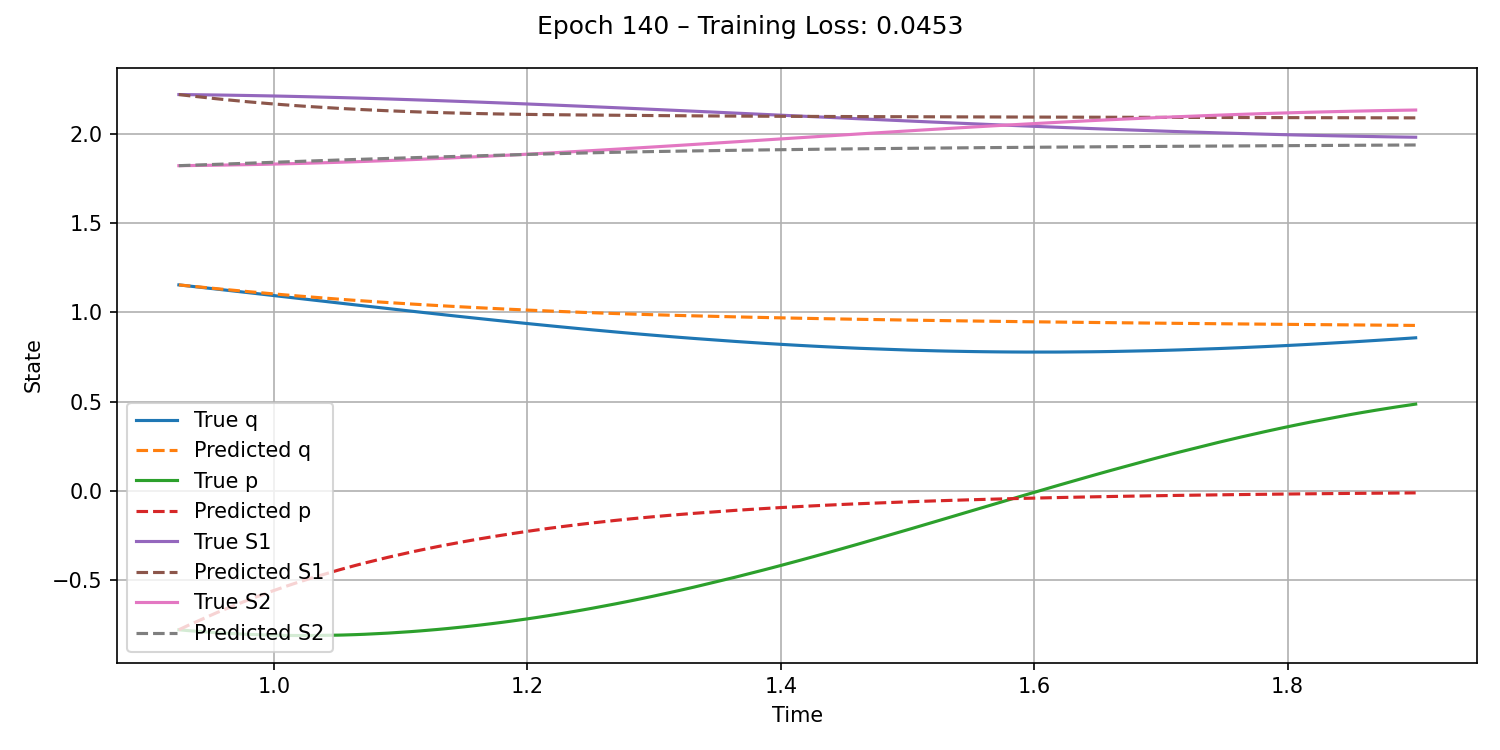 Epoch 140 – Training Loss: 0.0453
State
2.0
1.5
1.0
0.5
0.0
−0.5
True q
Predicted q
True p
Predicted p
True S1
Predicted S1
True S2
Predicted S2
1.0 1.2 1.4 1.6 1.8
Time